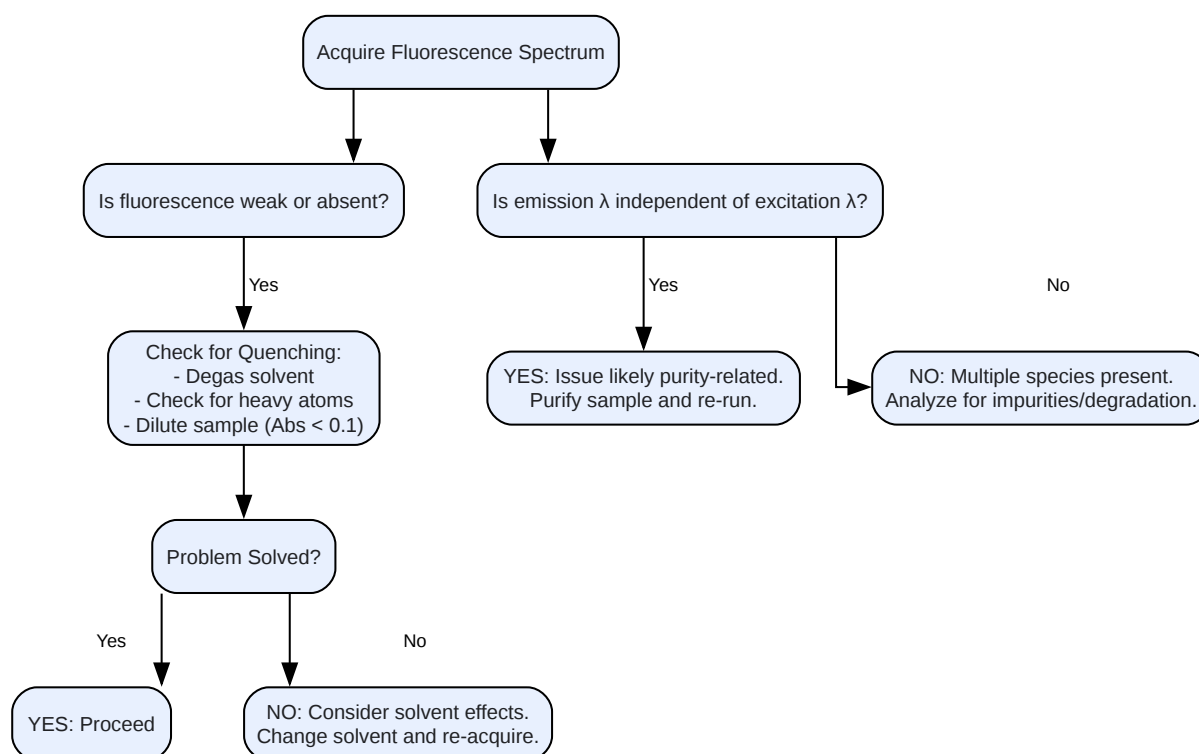 Acquire Fluorescence Spectrum
Is fluorescence weak or absent?
Is emission λ independent of excitation λ?
Yes
Yes
No
Check for Quenching:
- Degas solvent
- Check for heavy atoms
- Dilute sample (Abs < 0.1)
YES: Issue likely purity-related.
Purify sample and re-run.
NO: Multiple species present.
Analyze for impurities/degradation.
Problem Solved?
Yes
No
YES: Proceed
NO: Consider solvent effects.
Change solvent and re-acquire.